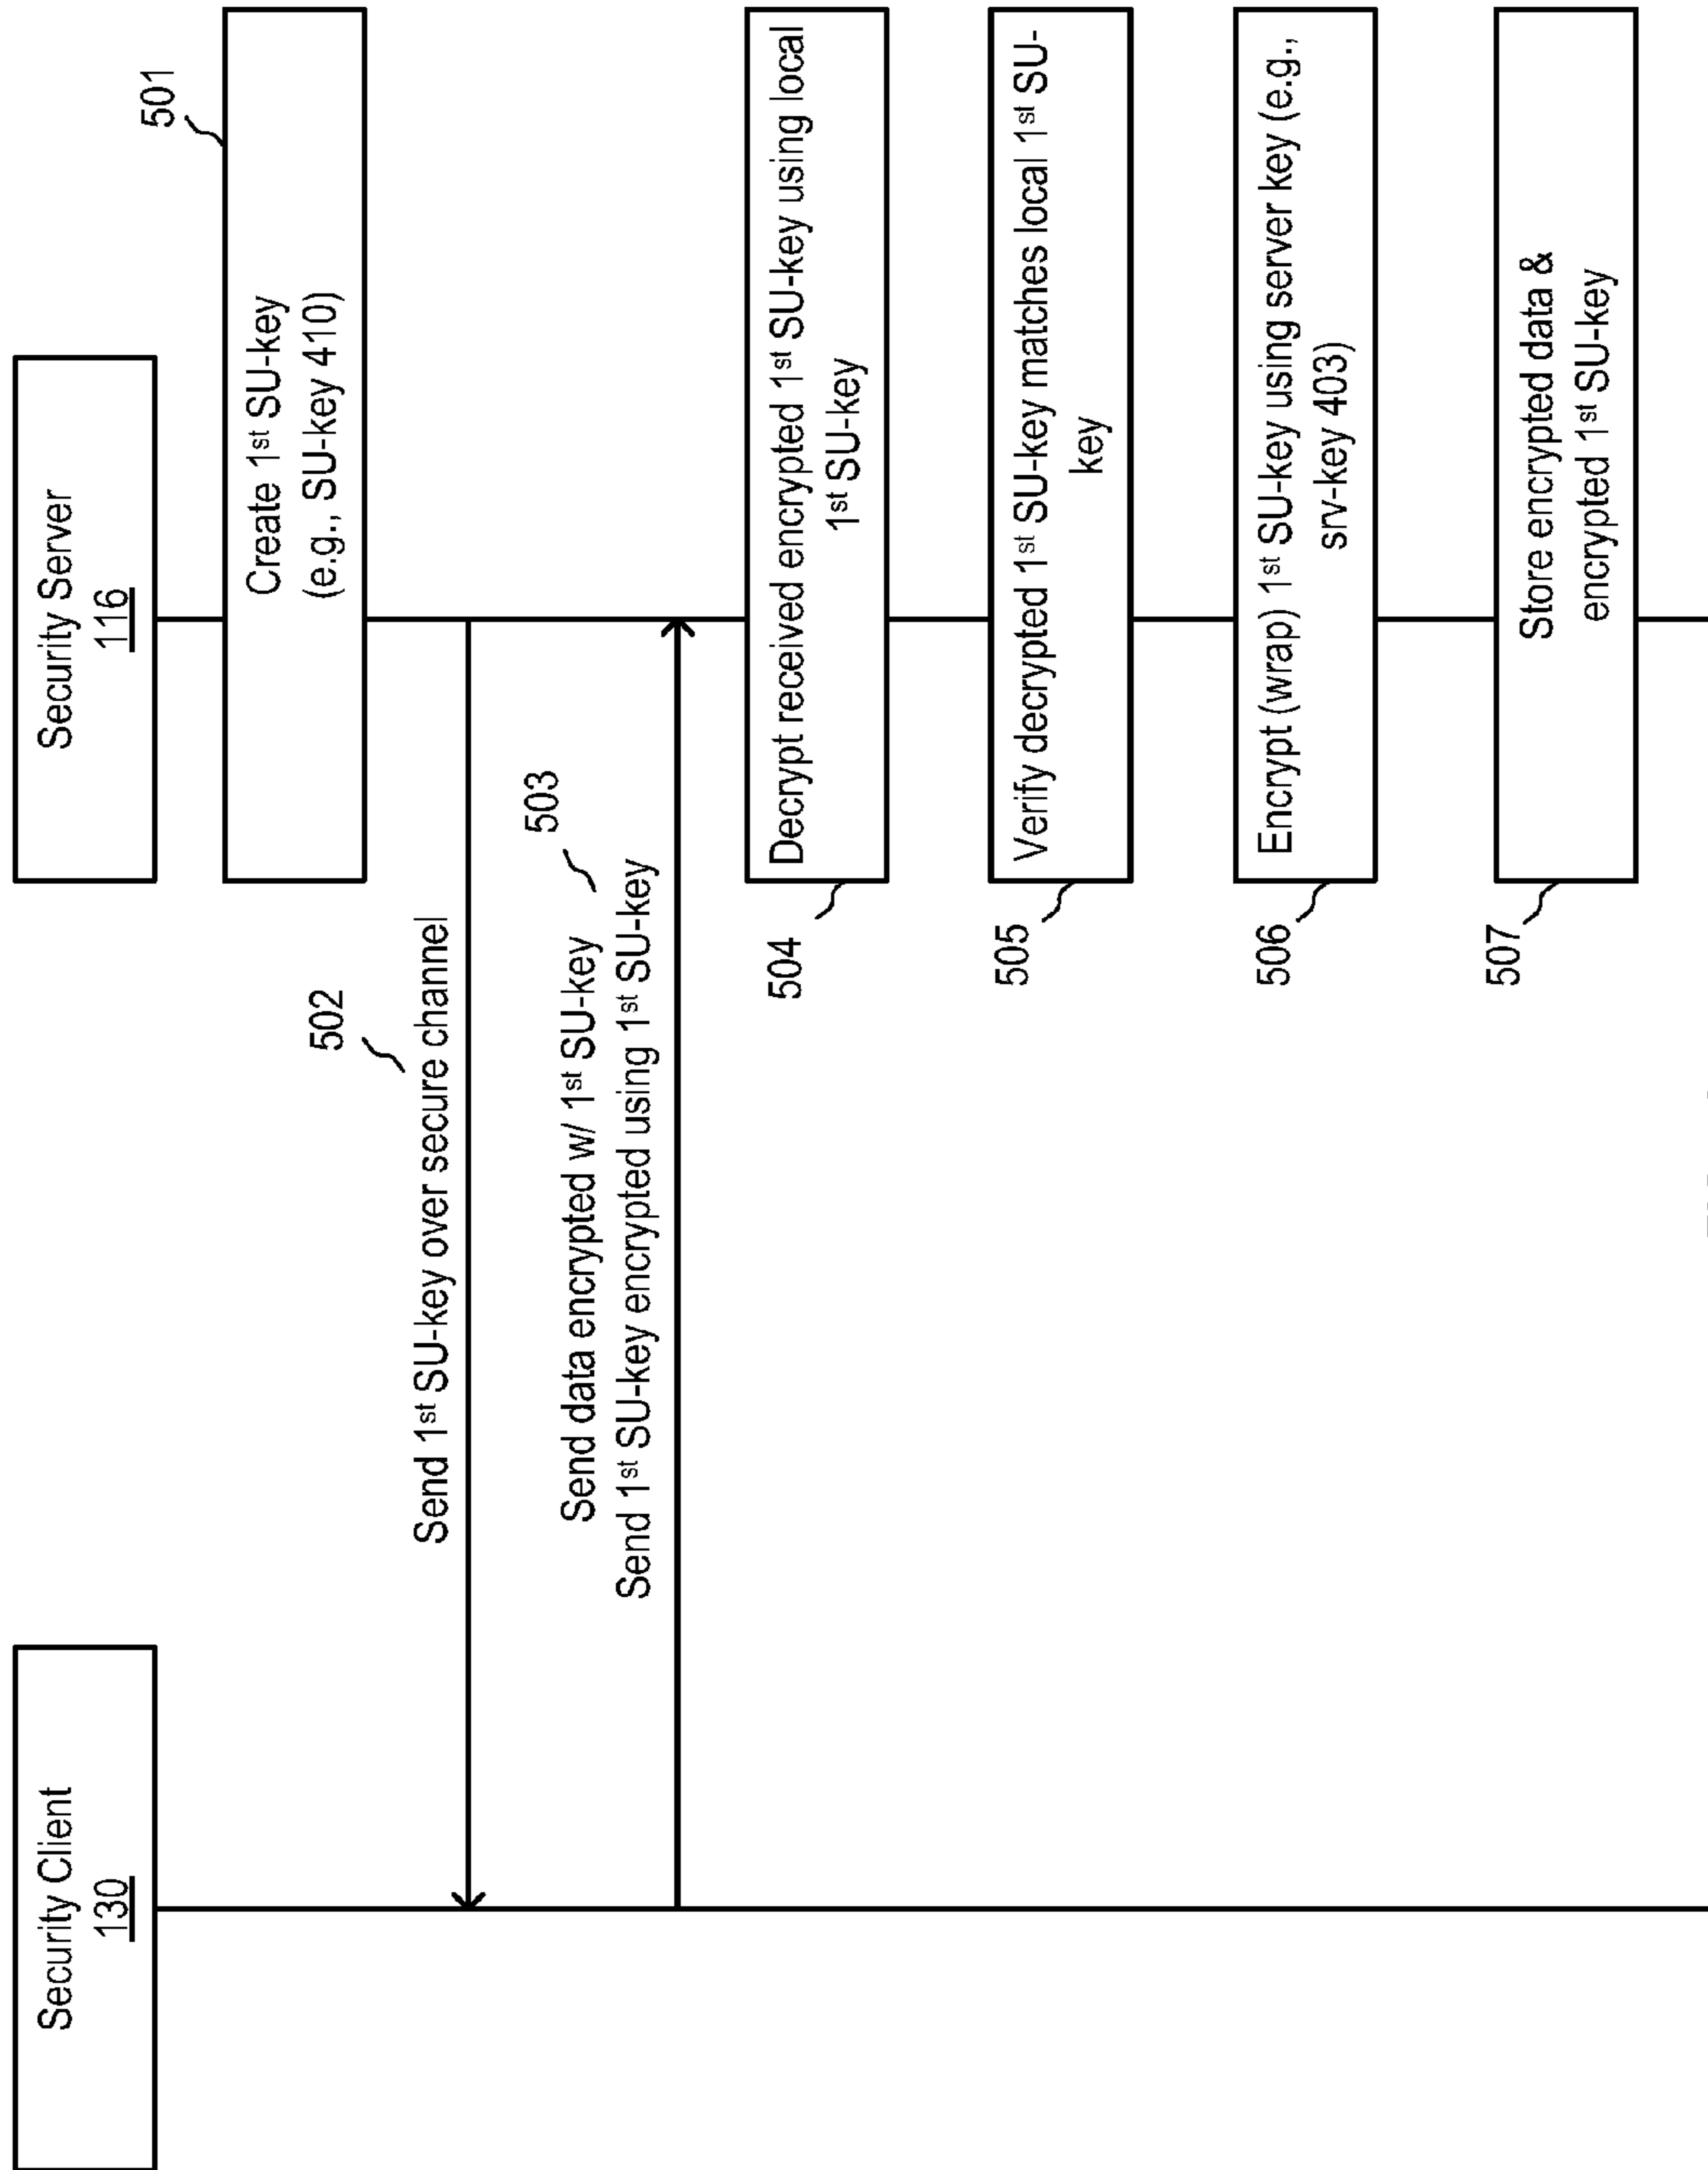 Security Client
130
Security Server
116
501
Create 1st SU-key
(e.g., SU-key 410)
502
Send 1st SU-key over secure channel
503
Send data encrypted w/ 1st SU-key
Send 1st SU-key encrypted using 1st SU-key
504
Decrypt received encrypted 1st SU-key using local
1st SU-key
505
Verify decrypted 1st SU-key matches local 1st SU-
key
506
Encrypt (wrap) 1st SU-key using server key (e.g.,
srv-key 403)
507
Store encrypted data &
encrypted 1st SU-key